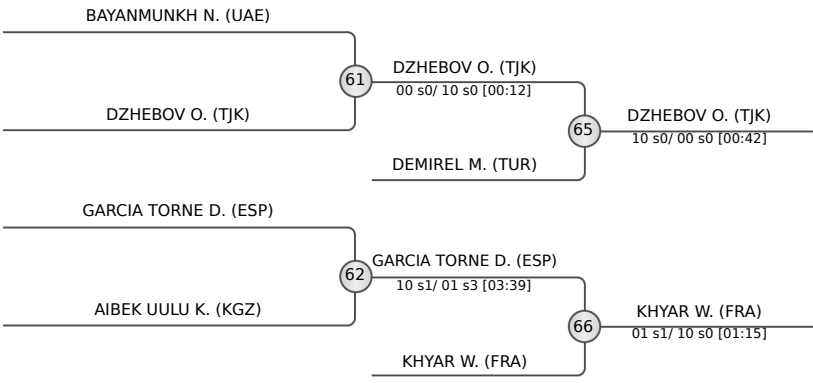 BAYANMUNKH N. (UAE)
61
DZHEBOV O. (TJK)
DZHEBOV O. (TJK)
00 s0/ 10 s0 [00:12]
65
DZHEBOV O. (TJK)
10 s0/ 00 s0 [00:42]
DEMIREL M. (TUR)
GARCIA TORNE D. (ESP)
62
AIBEK UULU K. (KGZ)
GARCIA TORNE D. (ESP)
10 s1/ 01 s3 [03:39]
66
KHYAR W. (FRA)
01 s1/ 10 s0 [01:15]
KHYAR W. (FRA)